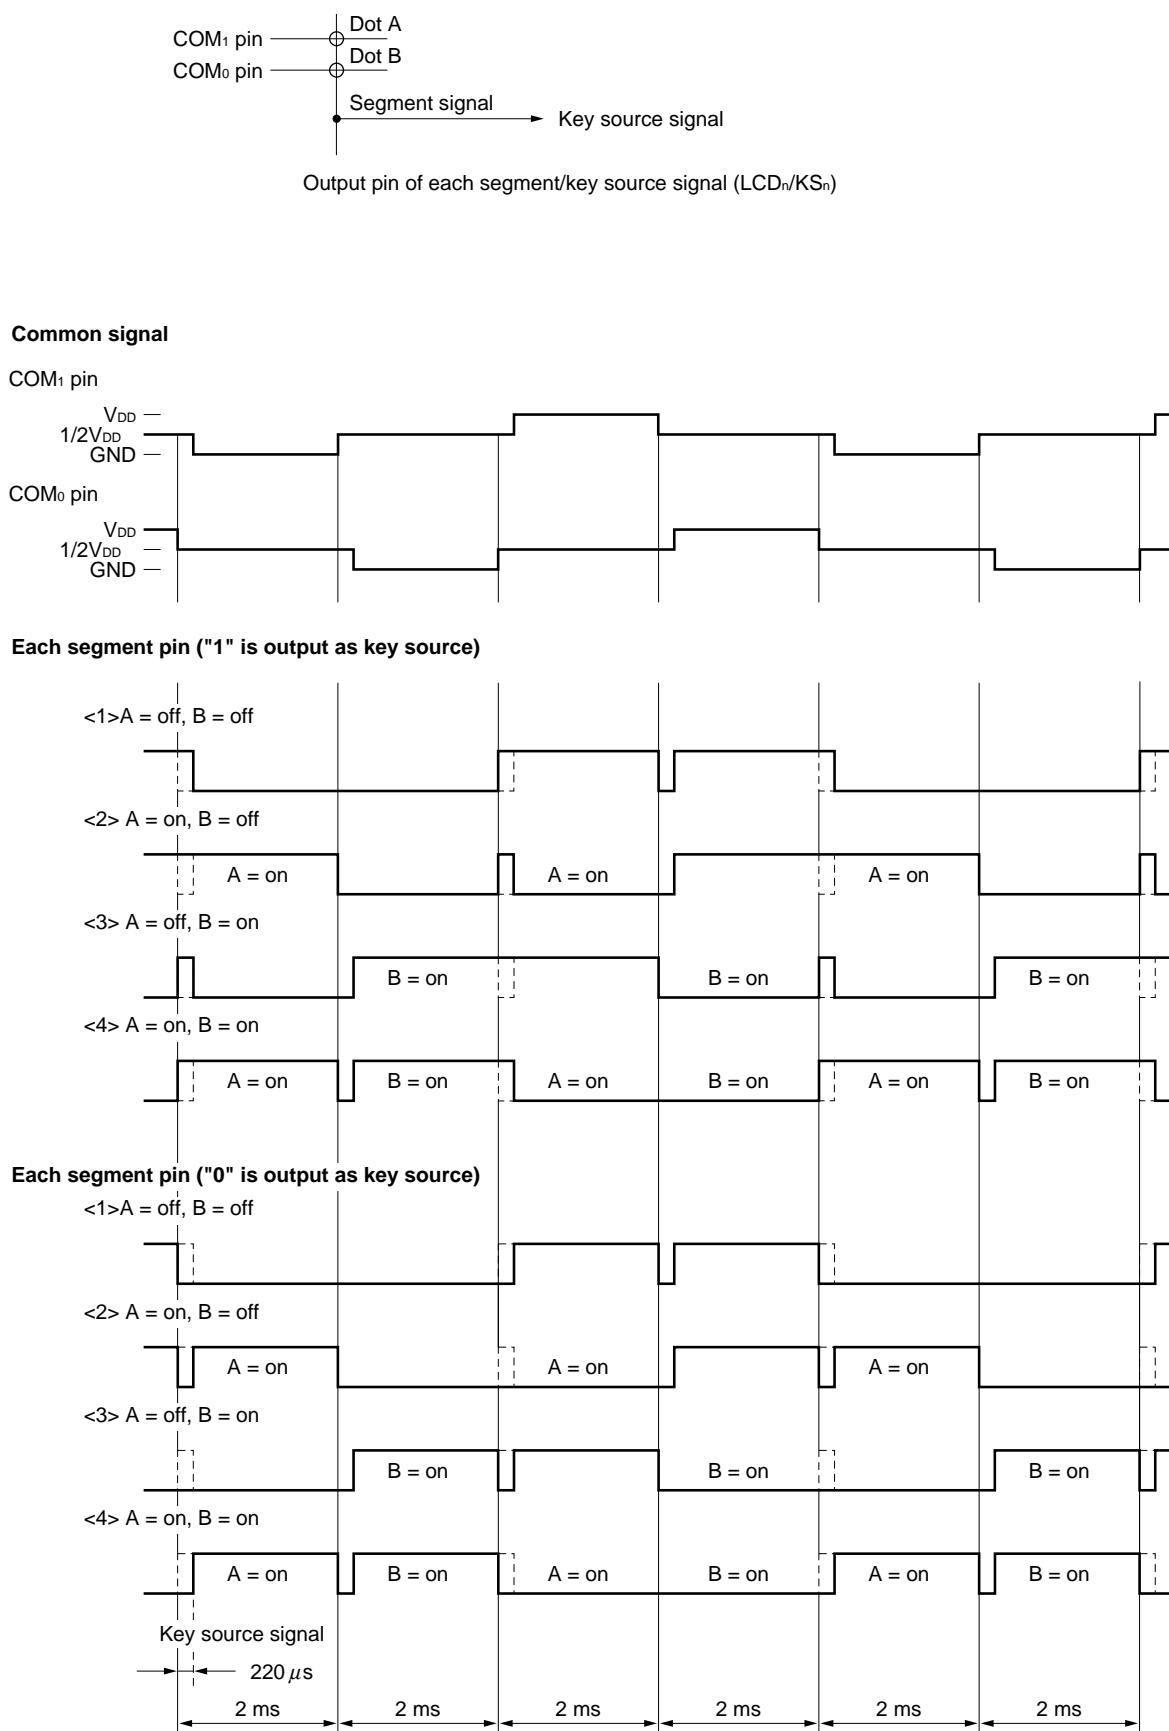 Dot A
COM1 pin
Dot B
COM0 pin
Segment signal
Key source signal
Output pin of each segment/key source signal (LCDn/KSn)
Common signal
COM1 pin
VDD
1/2VDD
GND
COM0 pin
VDD
1/2VDD
GND
Each segment pin ("1" is output as key source)
<1>A = off, B = off
<2> A = on, B = off
A = on A = on A = on
<3> A = off, B = on
B = on B = on B = on
<4> A = on, B = on
A = on B = on A = on B = on A = on B = on
Each segment pin ("0" is output as key source)
<1>A = off, B = off
<2> A = on, B = off
A = on A = on A = on
<3> A = off, B = on
B = on B = on B = on
<4> A = on, B = on
A = on B = on A = on B = on A = on B = on
Key source signal
220 μs
2 ms 2 ms 2 ms 2 ms 2 ms 2 ms